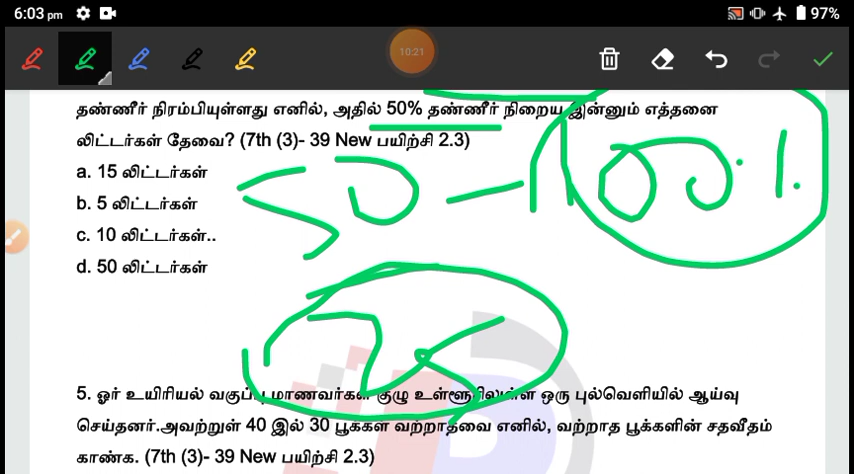 6:03 pm 97%
10:21
தண்ணீர் நிரம்பியுள்ளது எனில், அதில் 50% தண்ணீர் நிறைய இன்னும் எத்தனை
லிட்டர்கள் தேவை? (7th (3)- 39 New பயிற்சி 2.3)
50 – 100%
a. 15 லிட்டர்கள்
b. 5 லிட்டர்கள்
c. 10 லிட்டர்கள்..
d. 50 லிட்டர்கள்
5. ஓர் உயிரியல் வகுப்பு மாணவர்கள் குழு உள்ளூரிலுள்ள ஒரு புல்வெளியில் ஆய்வு
செய்தனர்.அவற்றுள் 40 இல் 30 பூக்கள் வற்றாதவை எனில், வற்றாத பூக்களின் சதவீதம்
காண்க. (7th (3)- 39 New பயிற்சி 2.3)